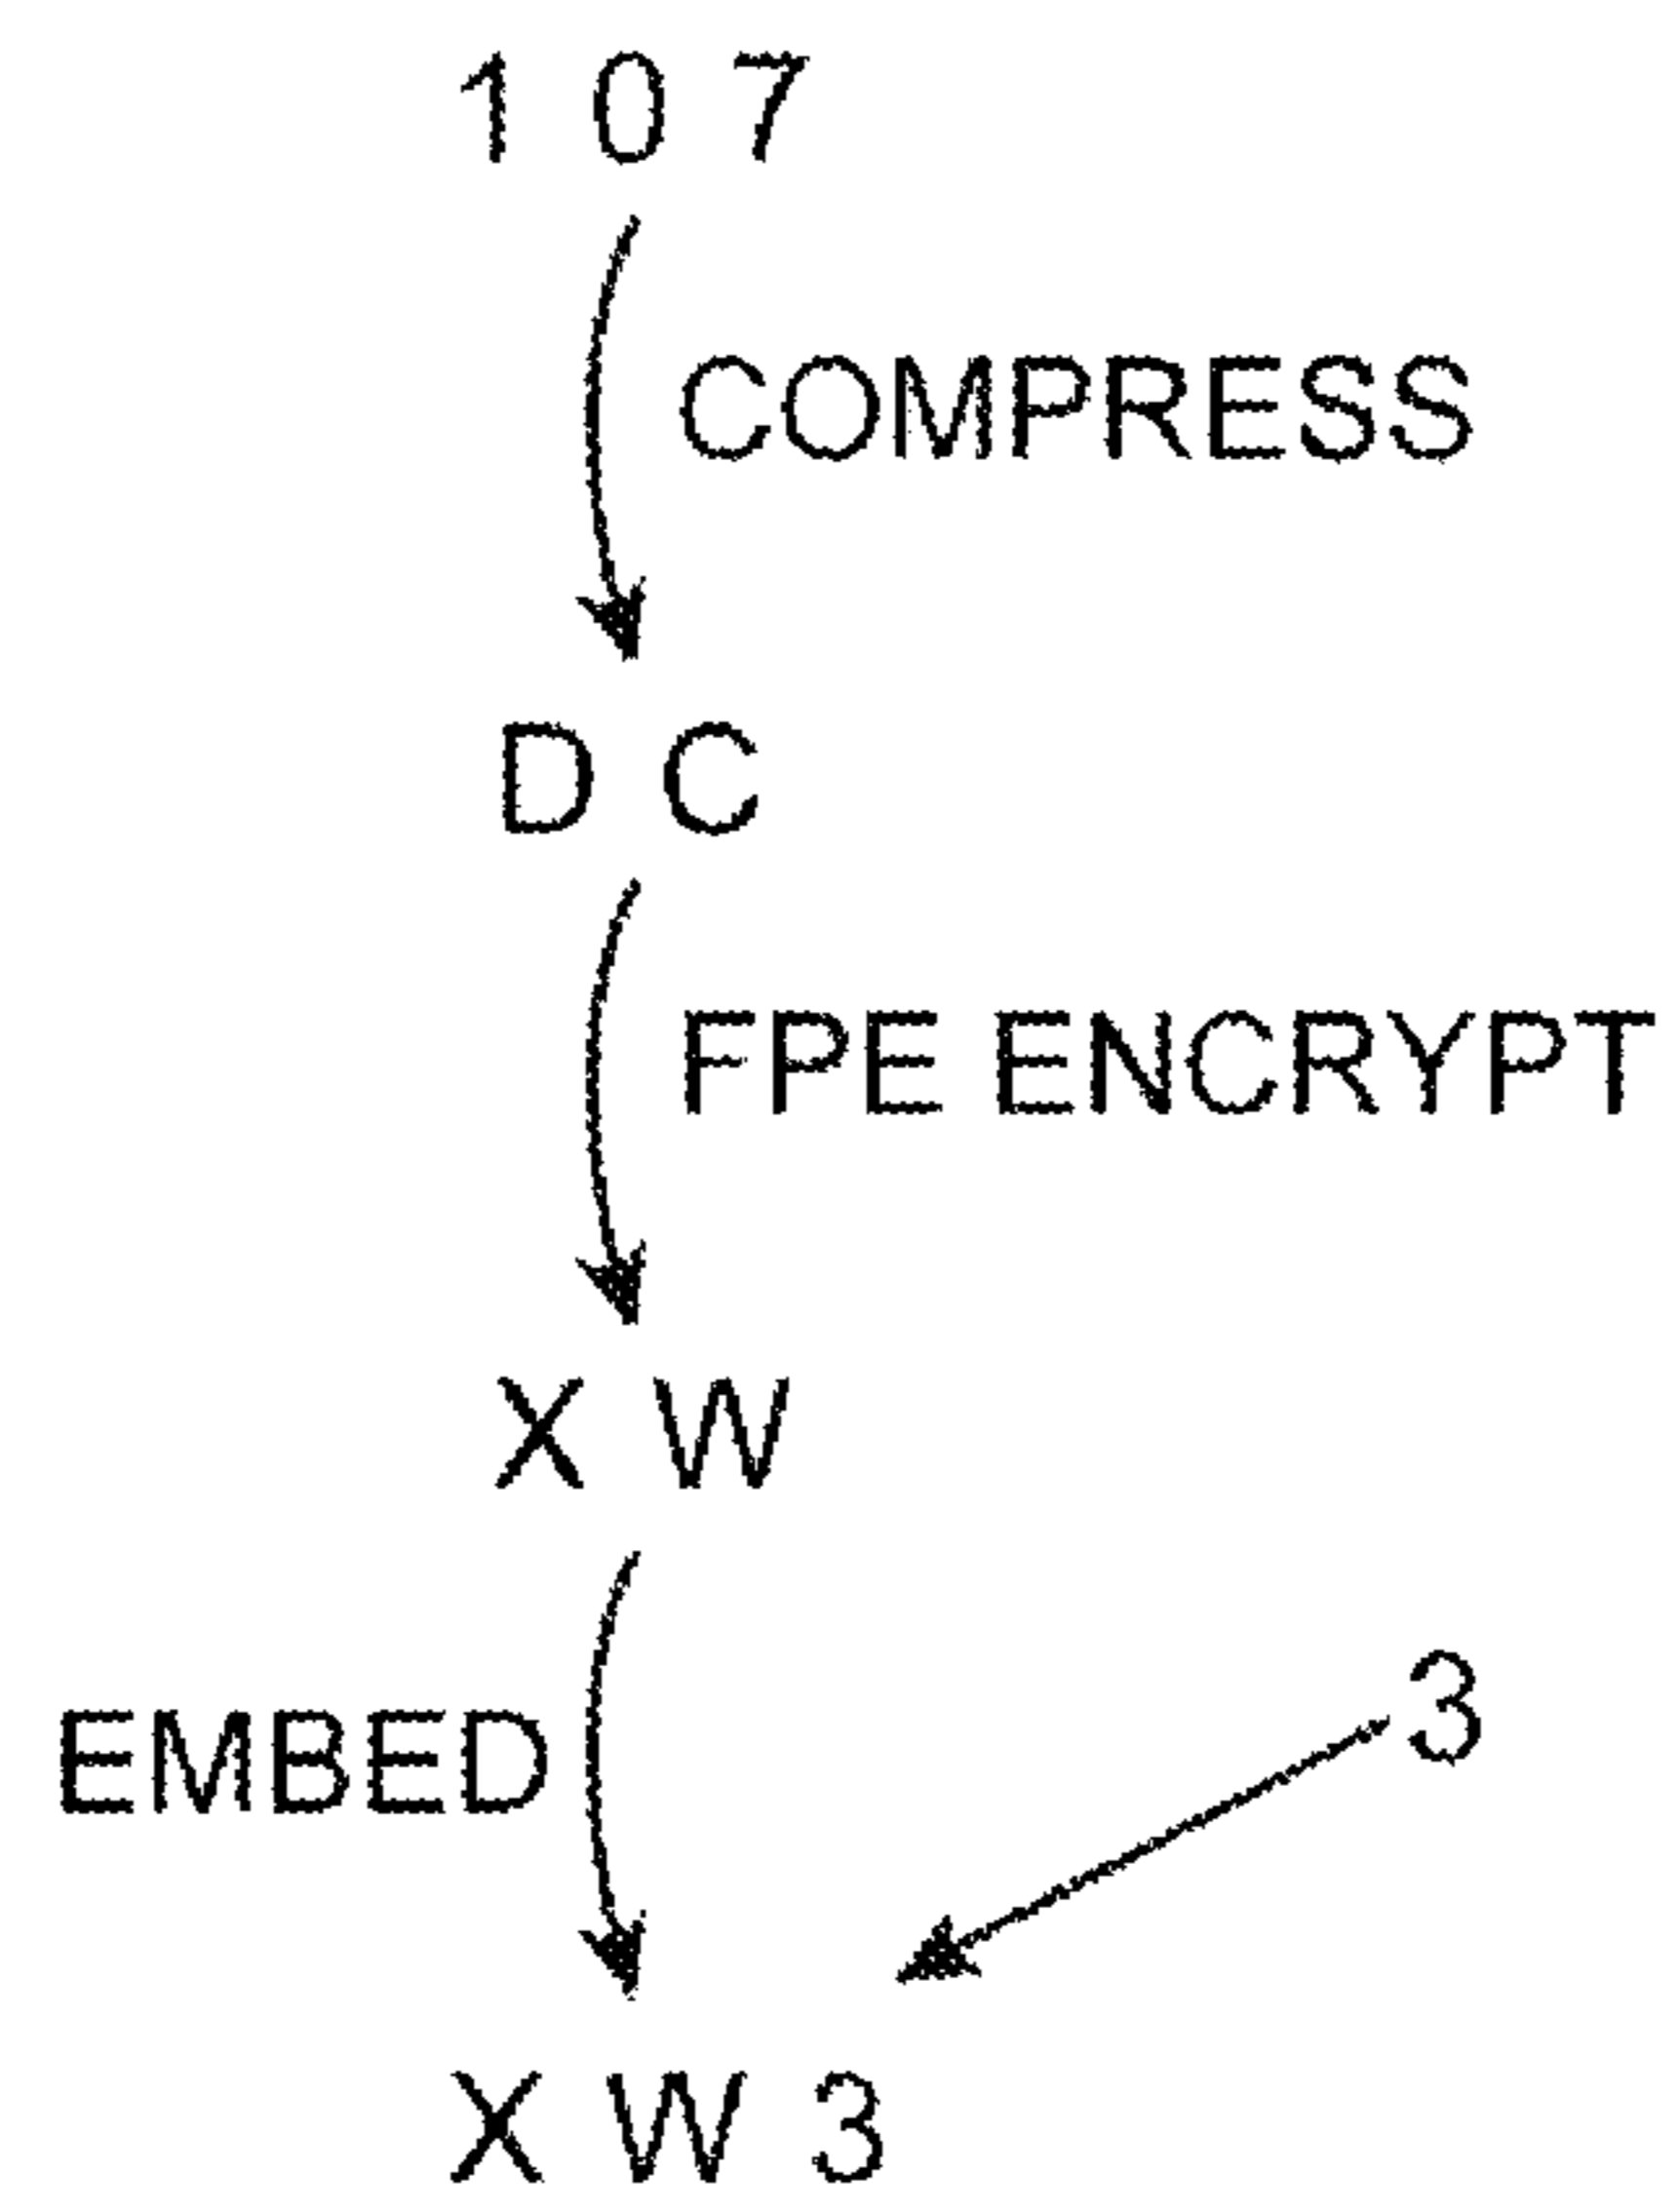 1 0 7
COMPRESS
D C
FPE ENCRYPT
X W
3
EMBED
X W 3